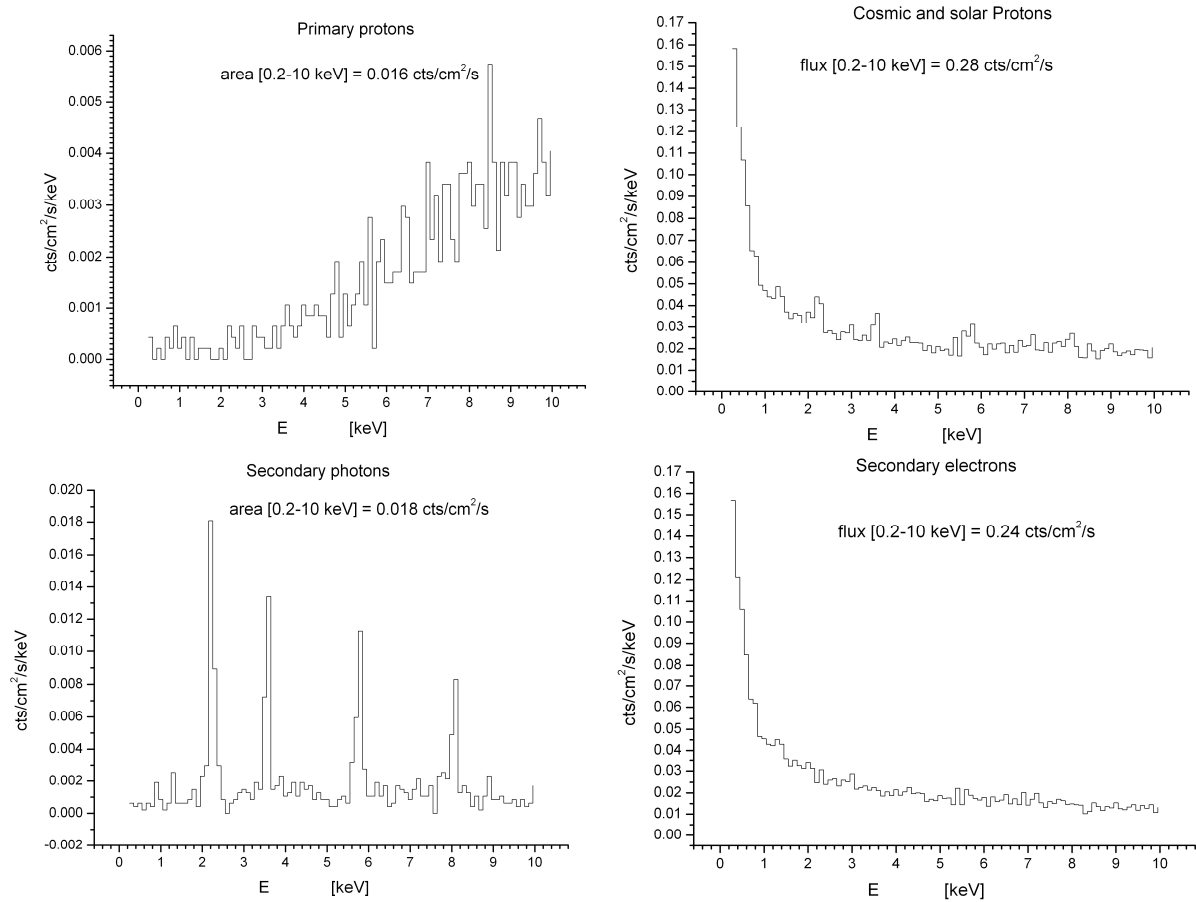 Primary protons
area [0.2-10 keV] = 0.016 cts/cm²/s
0.006
0.005
0.004
0.003
0.002
0.001
0.000
cts/cm²/s/keV
0 1 2 3 4 5 6 7 8 9 10
E [keV]
Cosmic and solar Protons
flux [0.2-10 keV] = 0.28 cts/cm²/s
0.17
0.16
0.15
0.14
0.13
0.12
0.11
0.10
0.09
0.08
0.07
0.06
0.05
0.04
0.03
0.02
0.01
0.00
cts/cm²/s/keV
0 1 2 3 4 5 6 7 8 9 10
E [keV]
Secondary photons
area [0.2-10 keV] = 0.018 cts/cm²/s
0.020
0.018
0.016
0.014
0.012
0.010
0.008
0.006
0.004
0.002
0.000
-0.002
cts/cm²/s/keV
0 1 2 3 4 5 6 7 8 9 10
E [keV]
Secondary electrons
flux [0.2-10 keV] = 0.24 cts/cm²/s
0.17
0.16
0.15
0.14
0.13
0.12
0.11
0.10
0.09
0.08
0.07
0.06
0.05
0.04
0.03
0.02
0.01
0.00
cts/cm²/s/keV
0 1 2 3 4 5 6 7 8 9 10
E [keV]